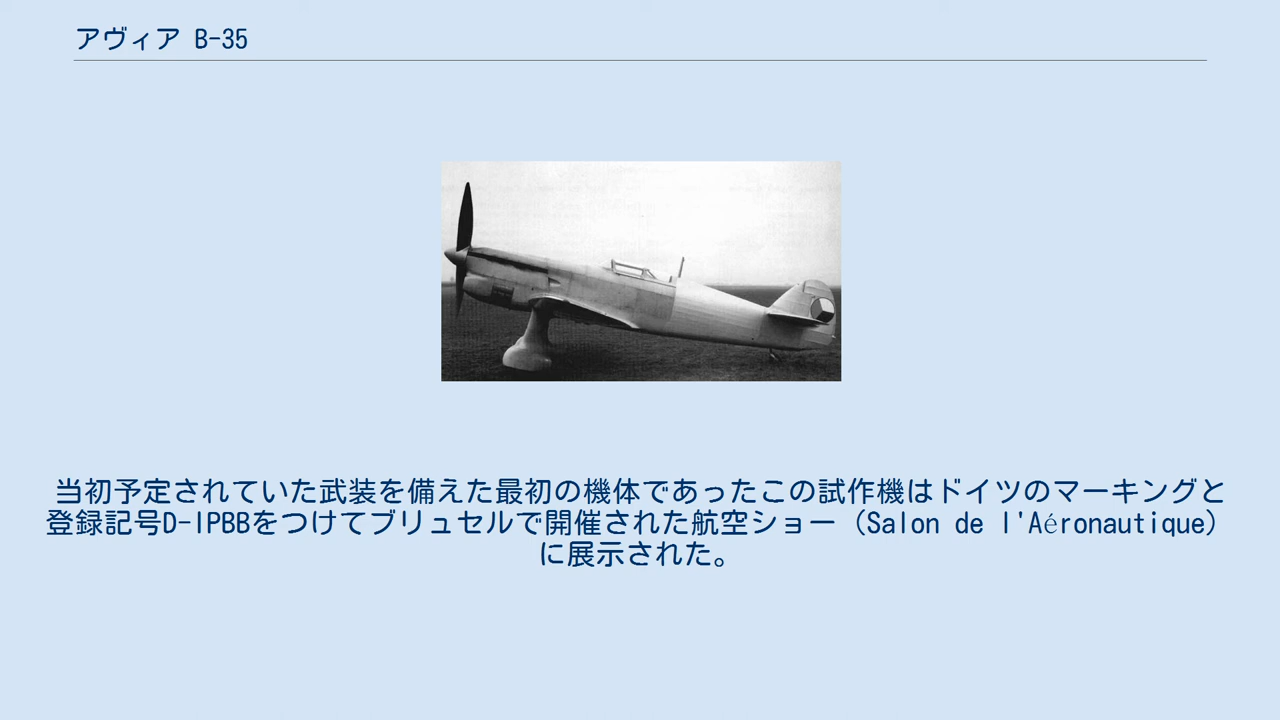 アヴィア B-35
当初予定されていた武装を備えた最初の機体であったこの試作機はドイツのマーキングと
登録記号D-IPBBをつけてブリュセルで開催された航空ショー（Salon de l'Aéronautique）
に展示された。